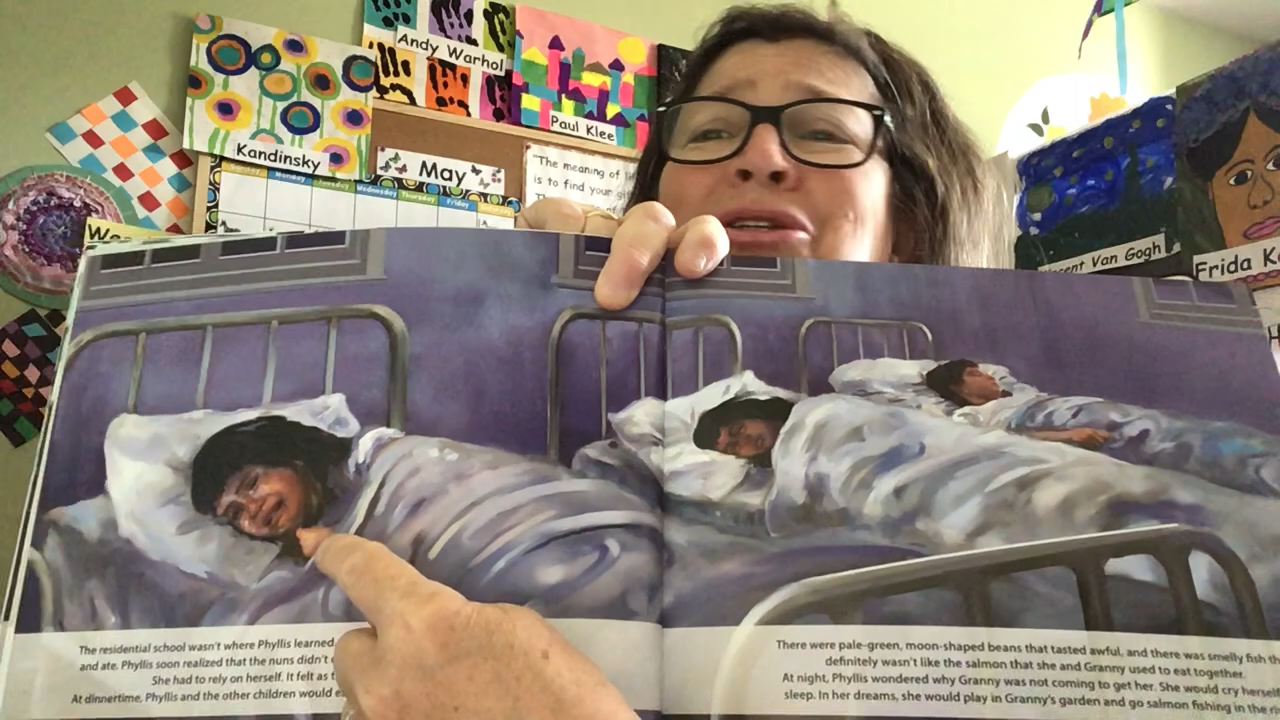 Andy Warhol
Paul Klee
Kandinsky
May
Monday Tuesday Wednesday Thursday Friday
"The meaning of
is to find your
Van Gogh
Frida
The residential school wasn't where Phyllis learned
and ate. Phyllis soon realized that the nuns didn't
She had to rely on herself. It felt as
At dinnertime, Phyllis and the other children would
There were pale-green, moon-shaped beans that tasted awful, and there was smelly fish
definitely wasn't like the salmon that she and Granny used to eat together.
At night, Phyllis wondered why Granny was not coming to get her. She would cry herself
sleep. In her dreams, she would play in Granny's garden and go salmon fishing in the